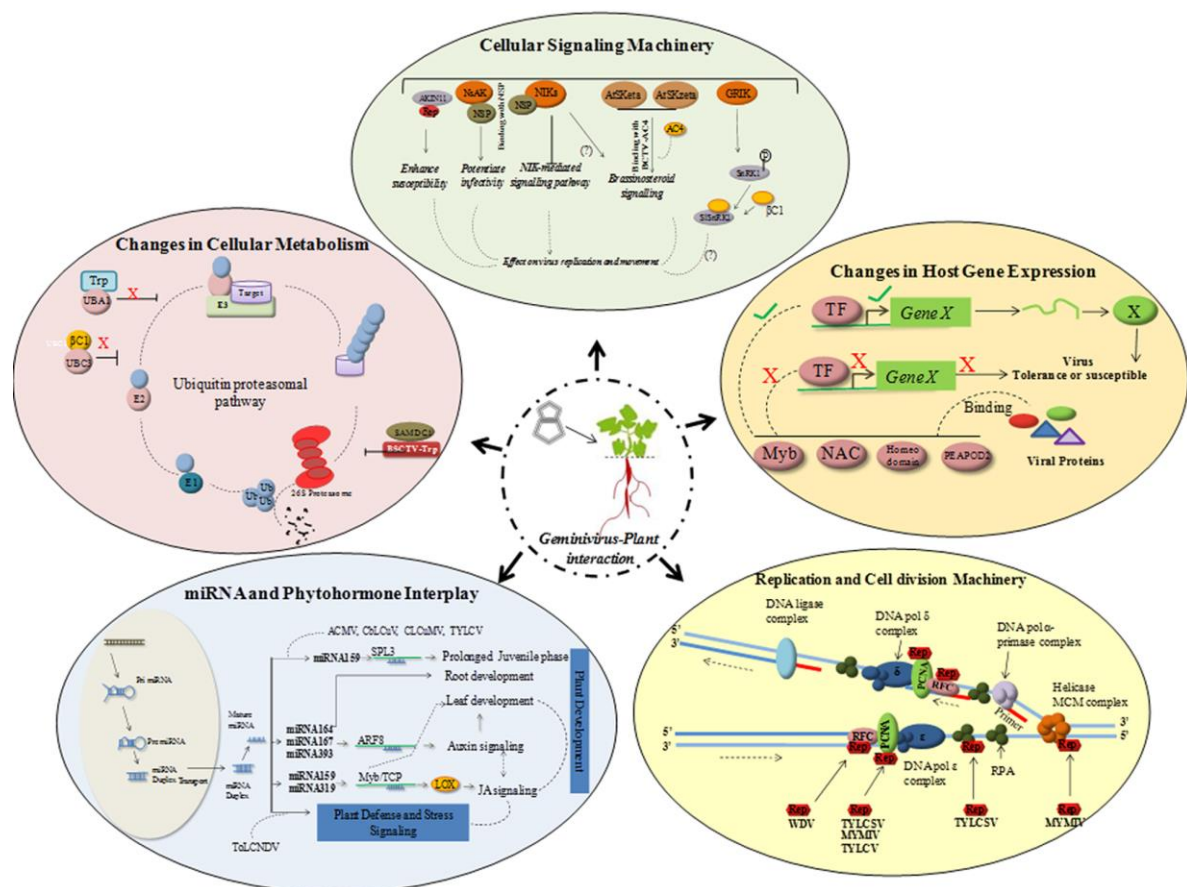 Cellular Signaling Machinery
AKIN11
Rep
NsAK
NSP
Binding with NSP
NSP
NIKs
AtSKeta
AtSKzeta
Binding with
BCTV-AC4
AC4
GRIK
P
SnRK1
SlSnRK1
βC1
(?)
Enhance
susceptibility
Potentiate
infectivity
NIK-mediated
signalling pathway
Brassinosteroid
signalling
Effect on virus replication and movement
(?)
Changes in Cellular Metabolism
Trp
UBA1
X
E3
Target
βC1
UBC3
X
E2
Ubiquitin proteasomal
pathway
SAMDC1
BSCTV-Trp
E1
Ub
Ub
Ub
Ub
26S Proteasome
Changes in Host Gene Expression
TF
Gene X
X
X
TF
X
Gene X
X
Virus
Tolerance or susceptible
Binding
Myb
NAC
Homeo
domain
PEAPOD2
Viral Proteins
Geminivirus-Plant
interaction
miRNA and Phytohormone Interplay
Pri miRNA
Pre miRNA
miRNA
Duplex
Transport
Mature
miRNA
miRNA
Duplex
ACMV, CbLCuV, CLCuMV, TYLCV
miRNA159
SPL3
Prolonged Juvenile phase
Root development
Leaf development
miRNA164
miRNA167
miRNA393
ARF8
Auxin signaling
miRNA159
miRNA319
Myb/TCP
LOX
JA signaling
Plant Defense and Stress
Signaling
Plant Development
ToLCNDV
Replication and Cell division Machinery
DNA ligase
complex
DNA pol δ
complex
DNA pol α-
primase complex
Helicase
MCM complex
5'
3'
Rep
δ
PCNA
Rep
RFC
Primer
3'
5'
5'
3'
RFC
Rep
PCNA
Rep
ε
DNA pol ε
complex
Rep
RPA
Rep
Rep
WDV
Rep
TYLCSV
MYMIV
TYLCV
Rep
TYLCSV
Rep
MYMIV